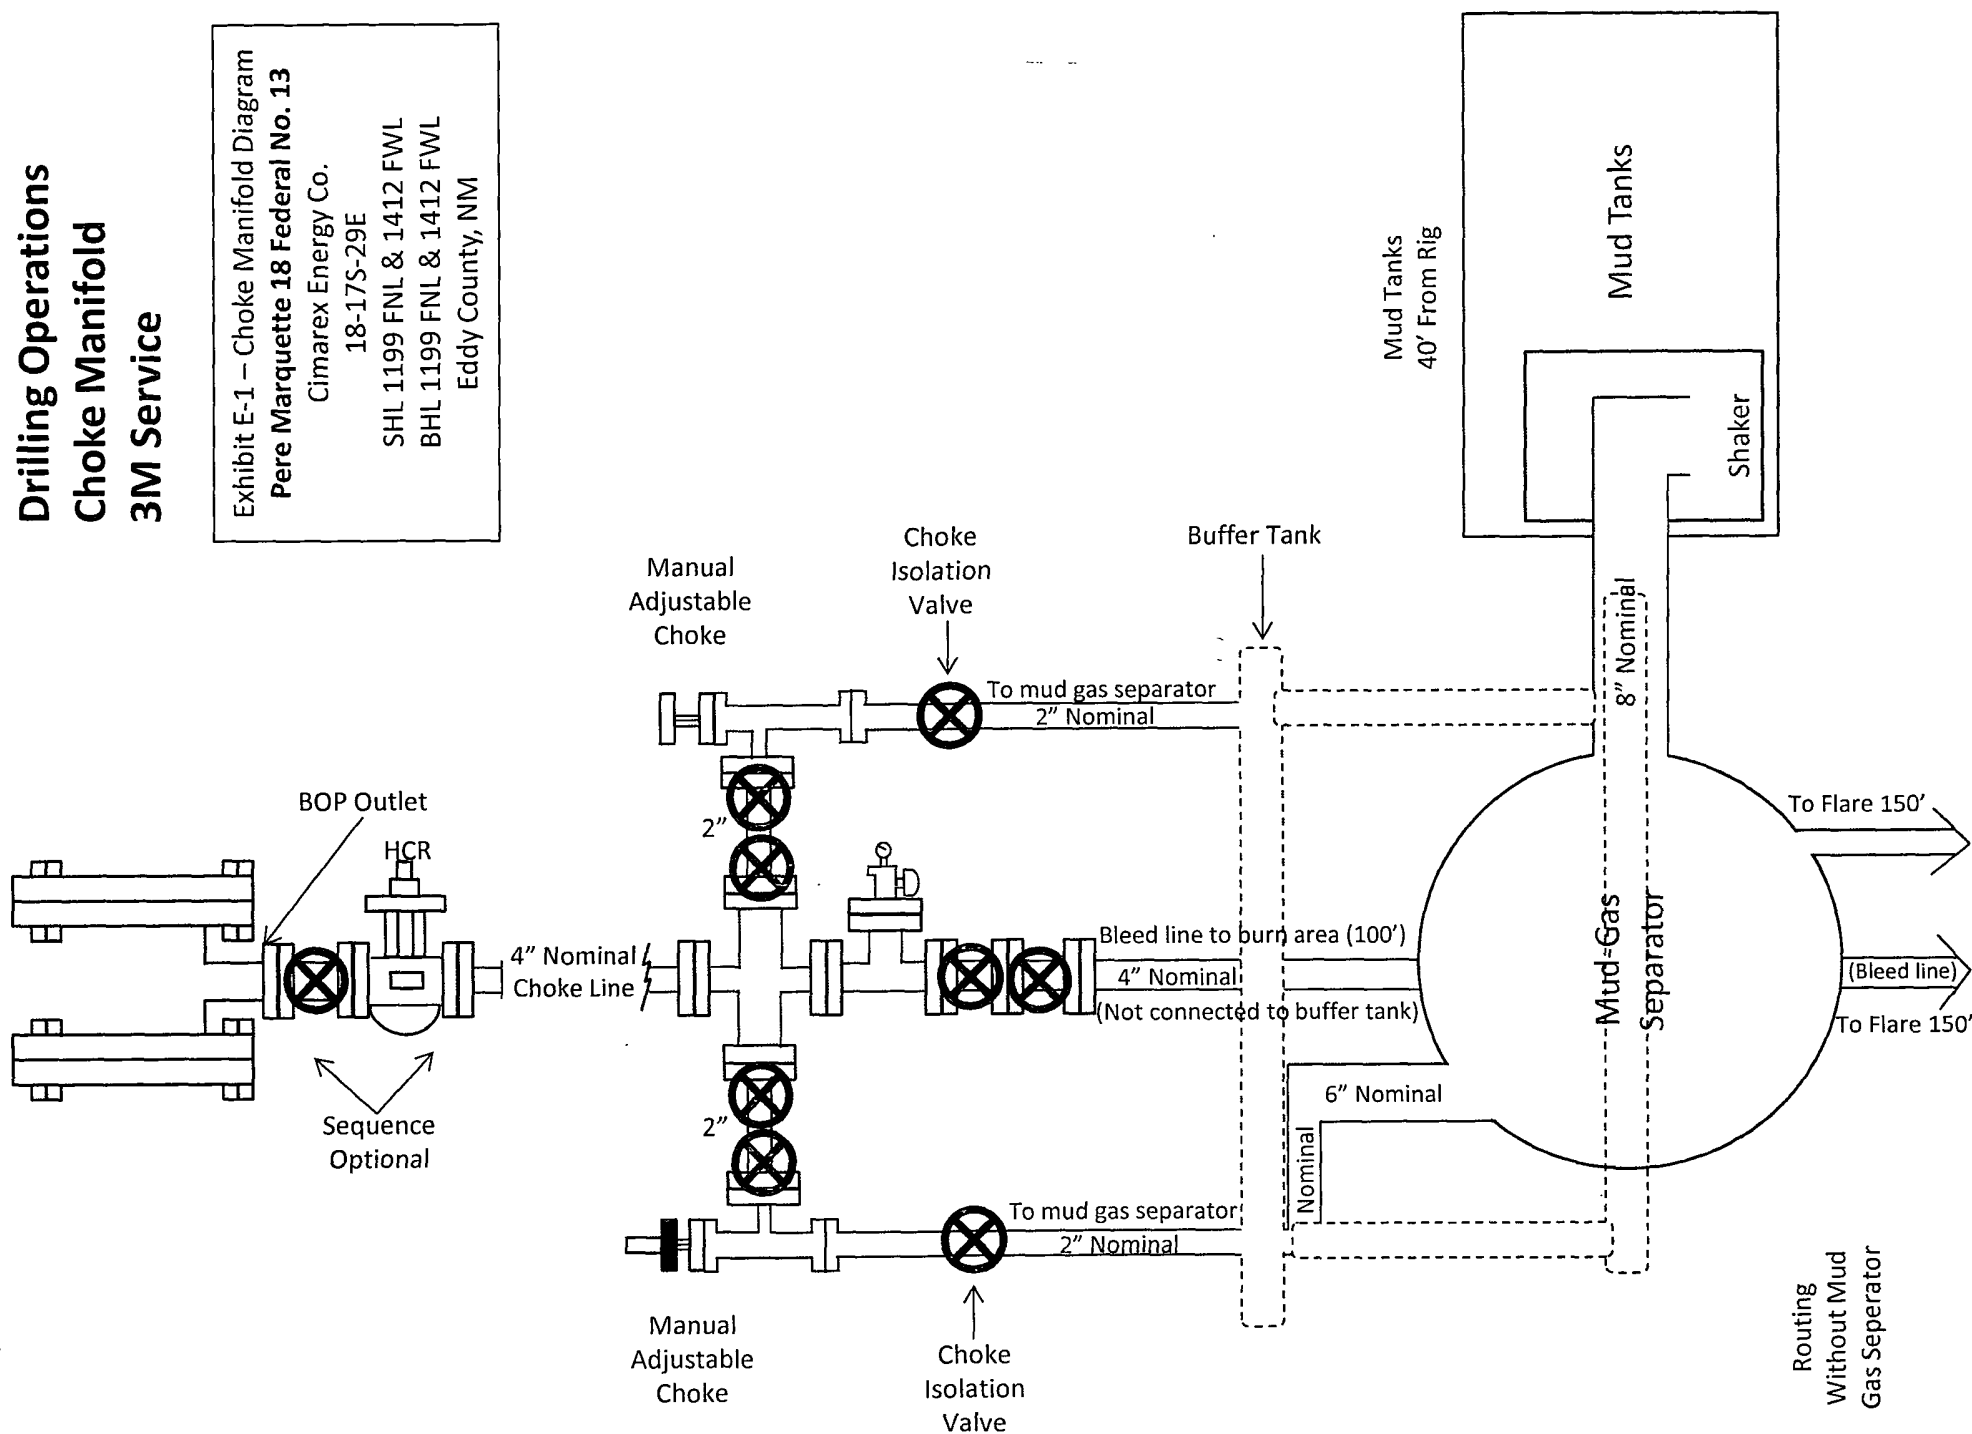 Drilling Operations
Choke Manifold
3M Service
Exhibit E-1 – Choke Manifold Diagram
Pere Marquette 18 Federal No. 13
Cimarex Energy Co.
18-17S-29E
SHL 1199 FNL & 1412 FWL
BHL 1199 FNL & 1412 FWL
Eddy County, NM
Mud Tanks
40’ From Rig
Mud Tanks
Shaker
Manual
Adjustable
Choke
Choke
Isolation
Valve
Buffer Tank
8” Nominal
To mud gas separator
2” Nominal
BOP Outlet
HCR
2”
To Flare 150’
4” Nominal
Choke Line
Bleed line to burn area (100’)
4” Nominal
(Not connected to buffer tank)
Mud-Gas
Separator
(Bleed line)
To Flare 150’
Sequence
Optional
2”
6” Nominal
Nominal
To mud gas separator
2” Nominal
Manual
Adjustable
Choke
Choke
Isolation
Valve
Routing
Without Mud
Gas Seperator